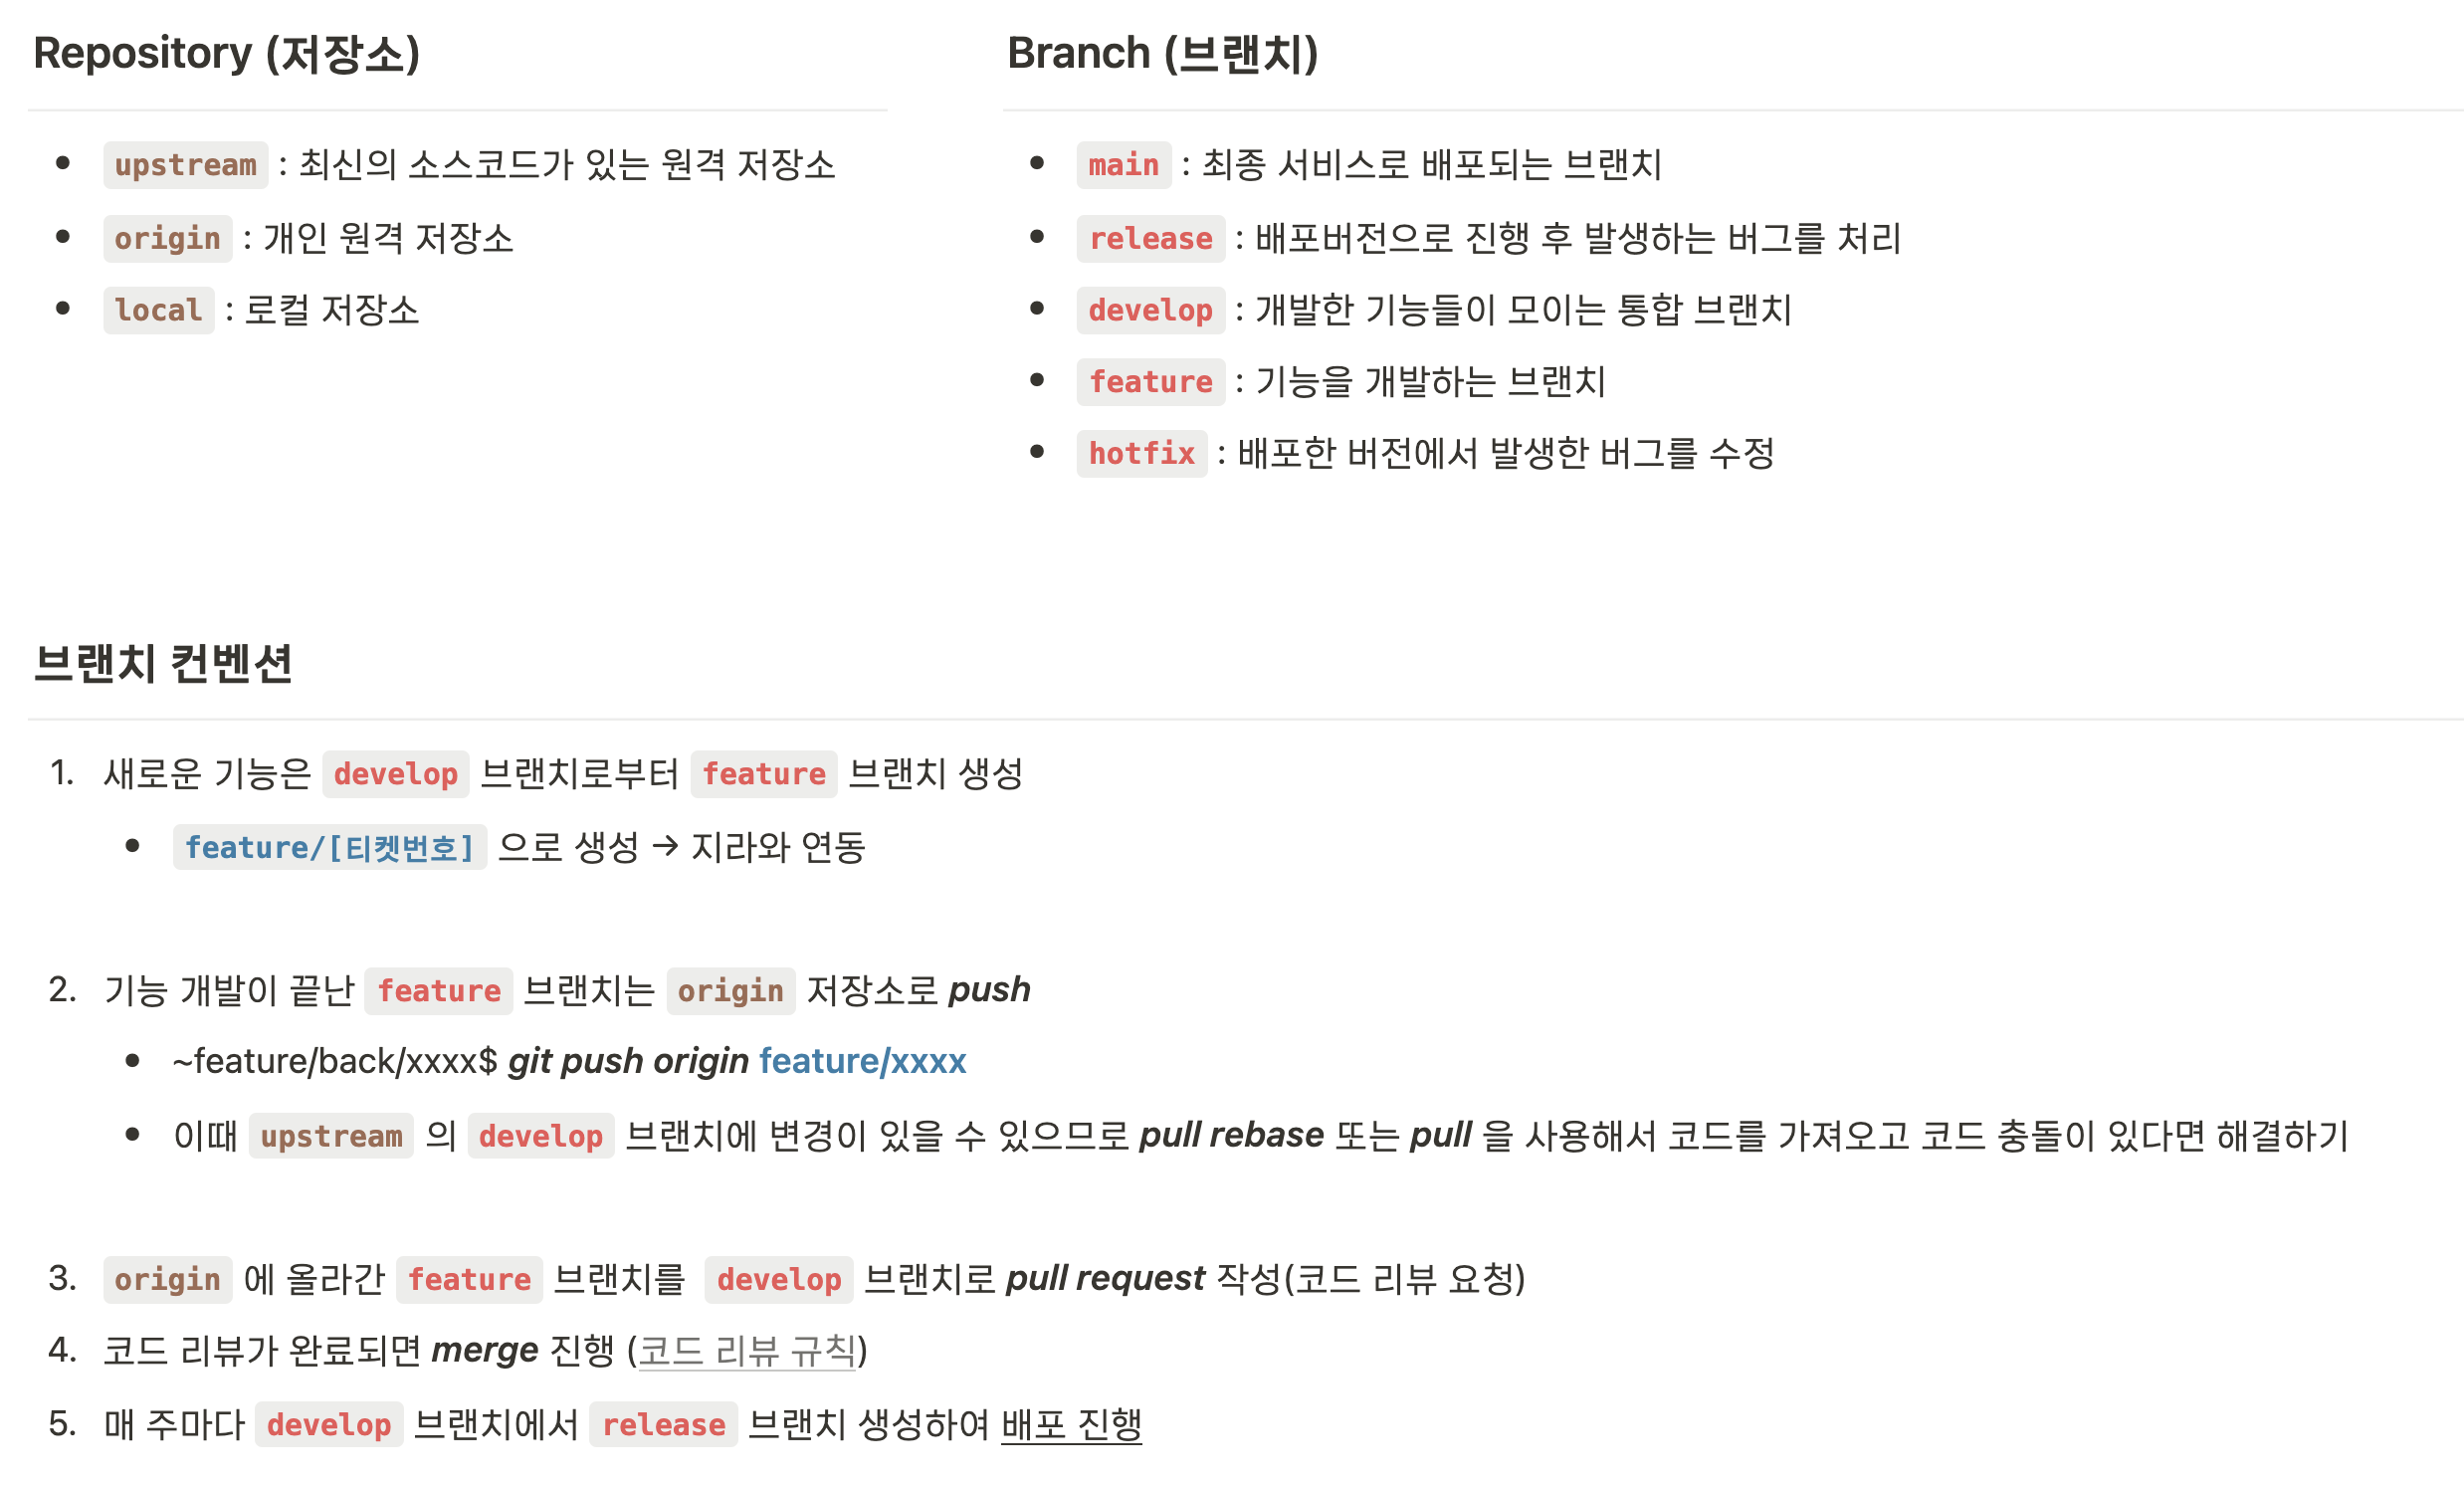 Repository (저장소)
upstream : 최신의 소스코드가 있는 원격 저장소
origin : 개인 원격 저장소
local : 로컬 저장소
Branch (브랜치)
main : 최종 서비스로 배포되는 브랜치
release : 배포버전으로 진행 후 발생하는 버그를 처리
develop : 개발한 기능들이 모이는 통합 브랜치
feature : 기능을 개발하는 브랜치
hotfix : 배포한 버전에서 발생한 버그를 수정
브랜치 컨벤션
1. 새로운 기능은 develop 브랜치로부터 feature 브랜치 생성
feature/[티켓번호] 으로 생성 → 지라와 연동
2. 기능 개발이 끝난 feature 브랜치는 origin 저장소로 push
~feature/back/xxxx$ git push origin feature/xxxx
이때 upstream 의 develop 브랜치에 변경이 있을 수 있으므로 pull rebase 또는 pull 을 사용해서 코드를 가져오고 코드 충돌이 있다면 해결하기
3. origin 에 올라간 feature 브랜치를 develop 브랜치로 pull request 작성(코드 리뷰 요청)
4. 코드 리뷰가 완료되면 merge 진행 (코드 리뷰 규칙)
5. 매 주마다 develop 브랜치에서 release 브랜치 생성하여 배포 진행